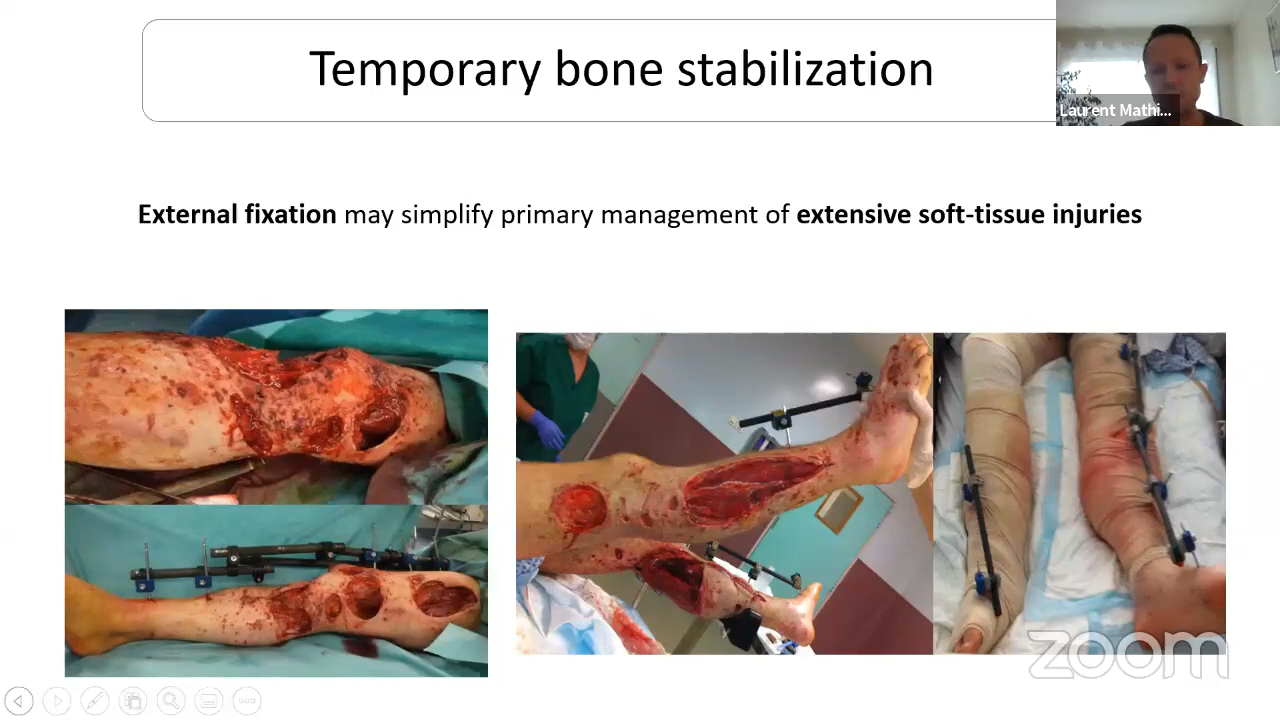 Temporary bone stabilization
Laurent Mathi...
External fixation may simplify primary management of extensive soft-tissue injuries
zoom